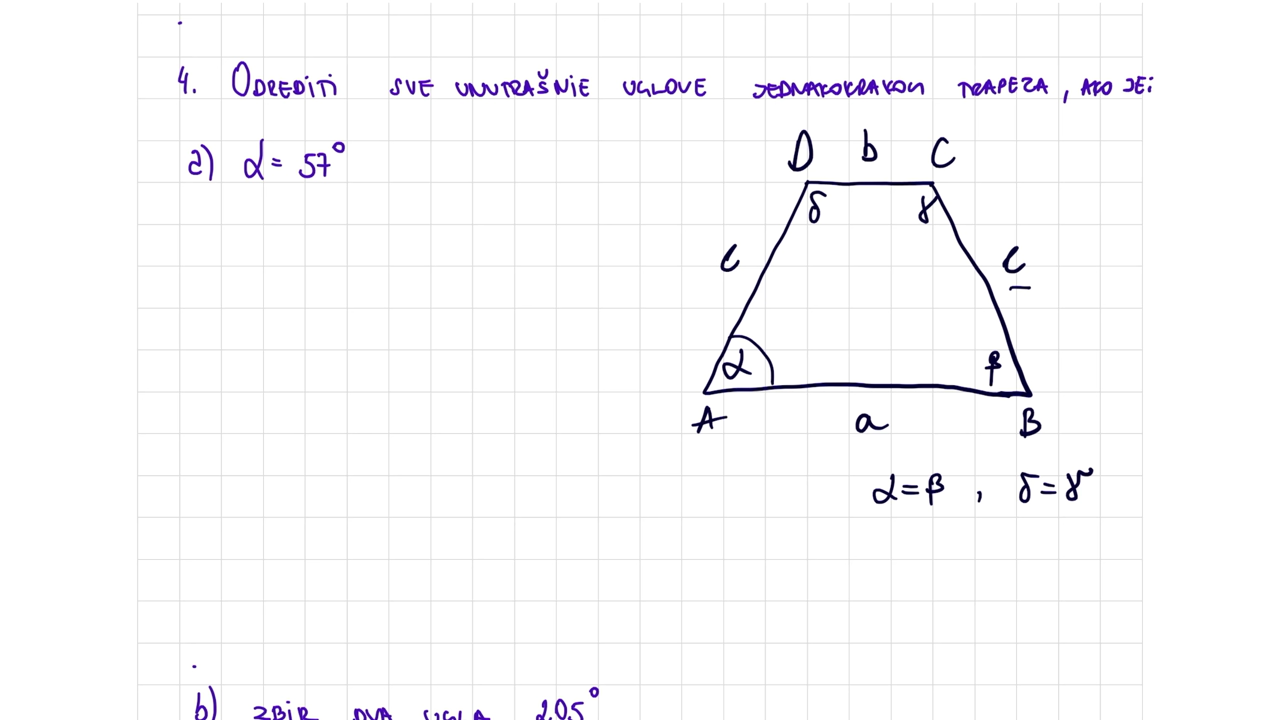 4. ODREDITI SVE UNUTRAŠNJE UGLOVE JEDNAKOKRAKOG TRAPEZA, AKO JE:
a) α = 57°
D b C
δ γ
c c
α β
A a B
α = β , δ = γ
b) ZBIR DVA UGLA 205°